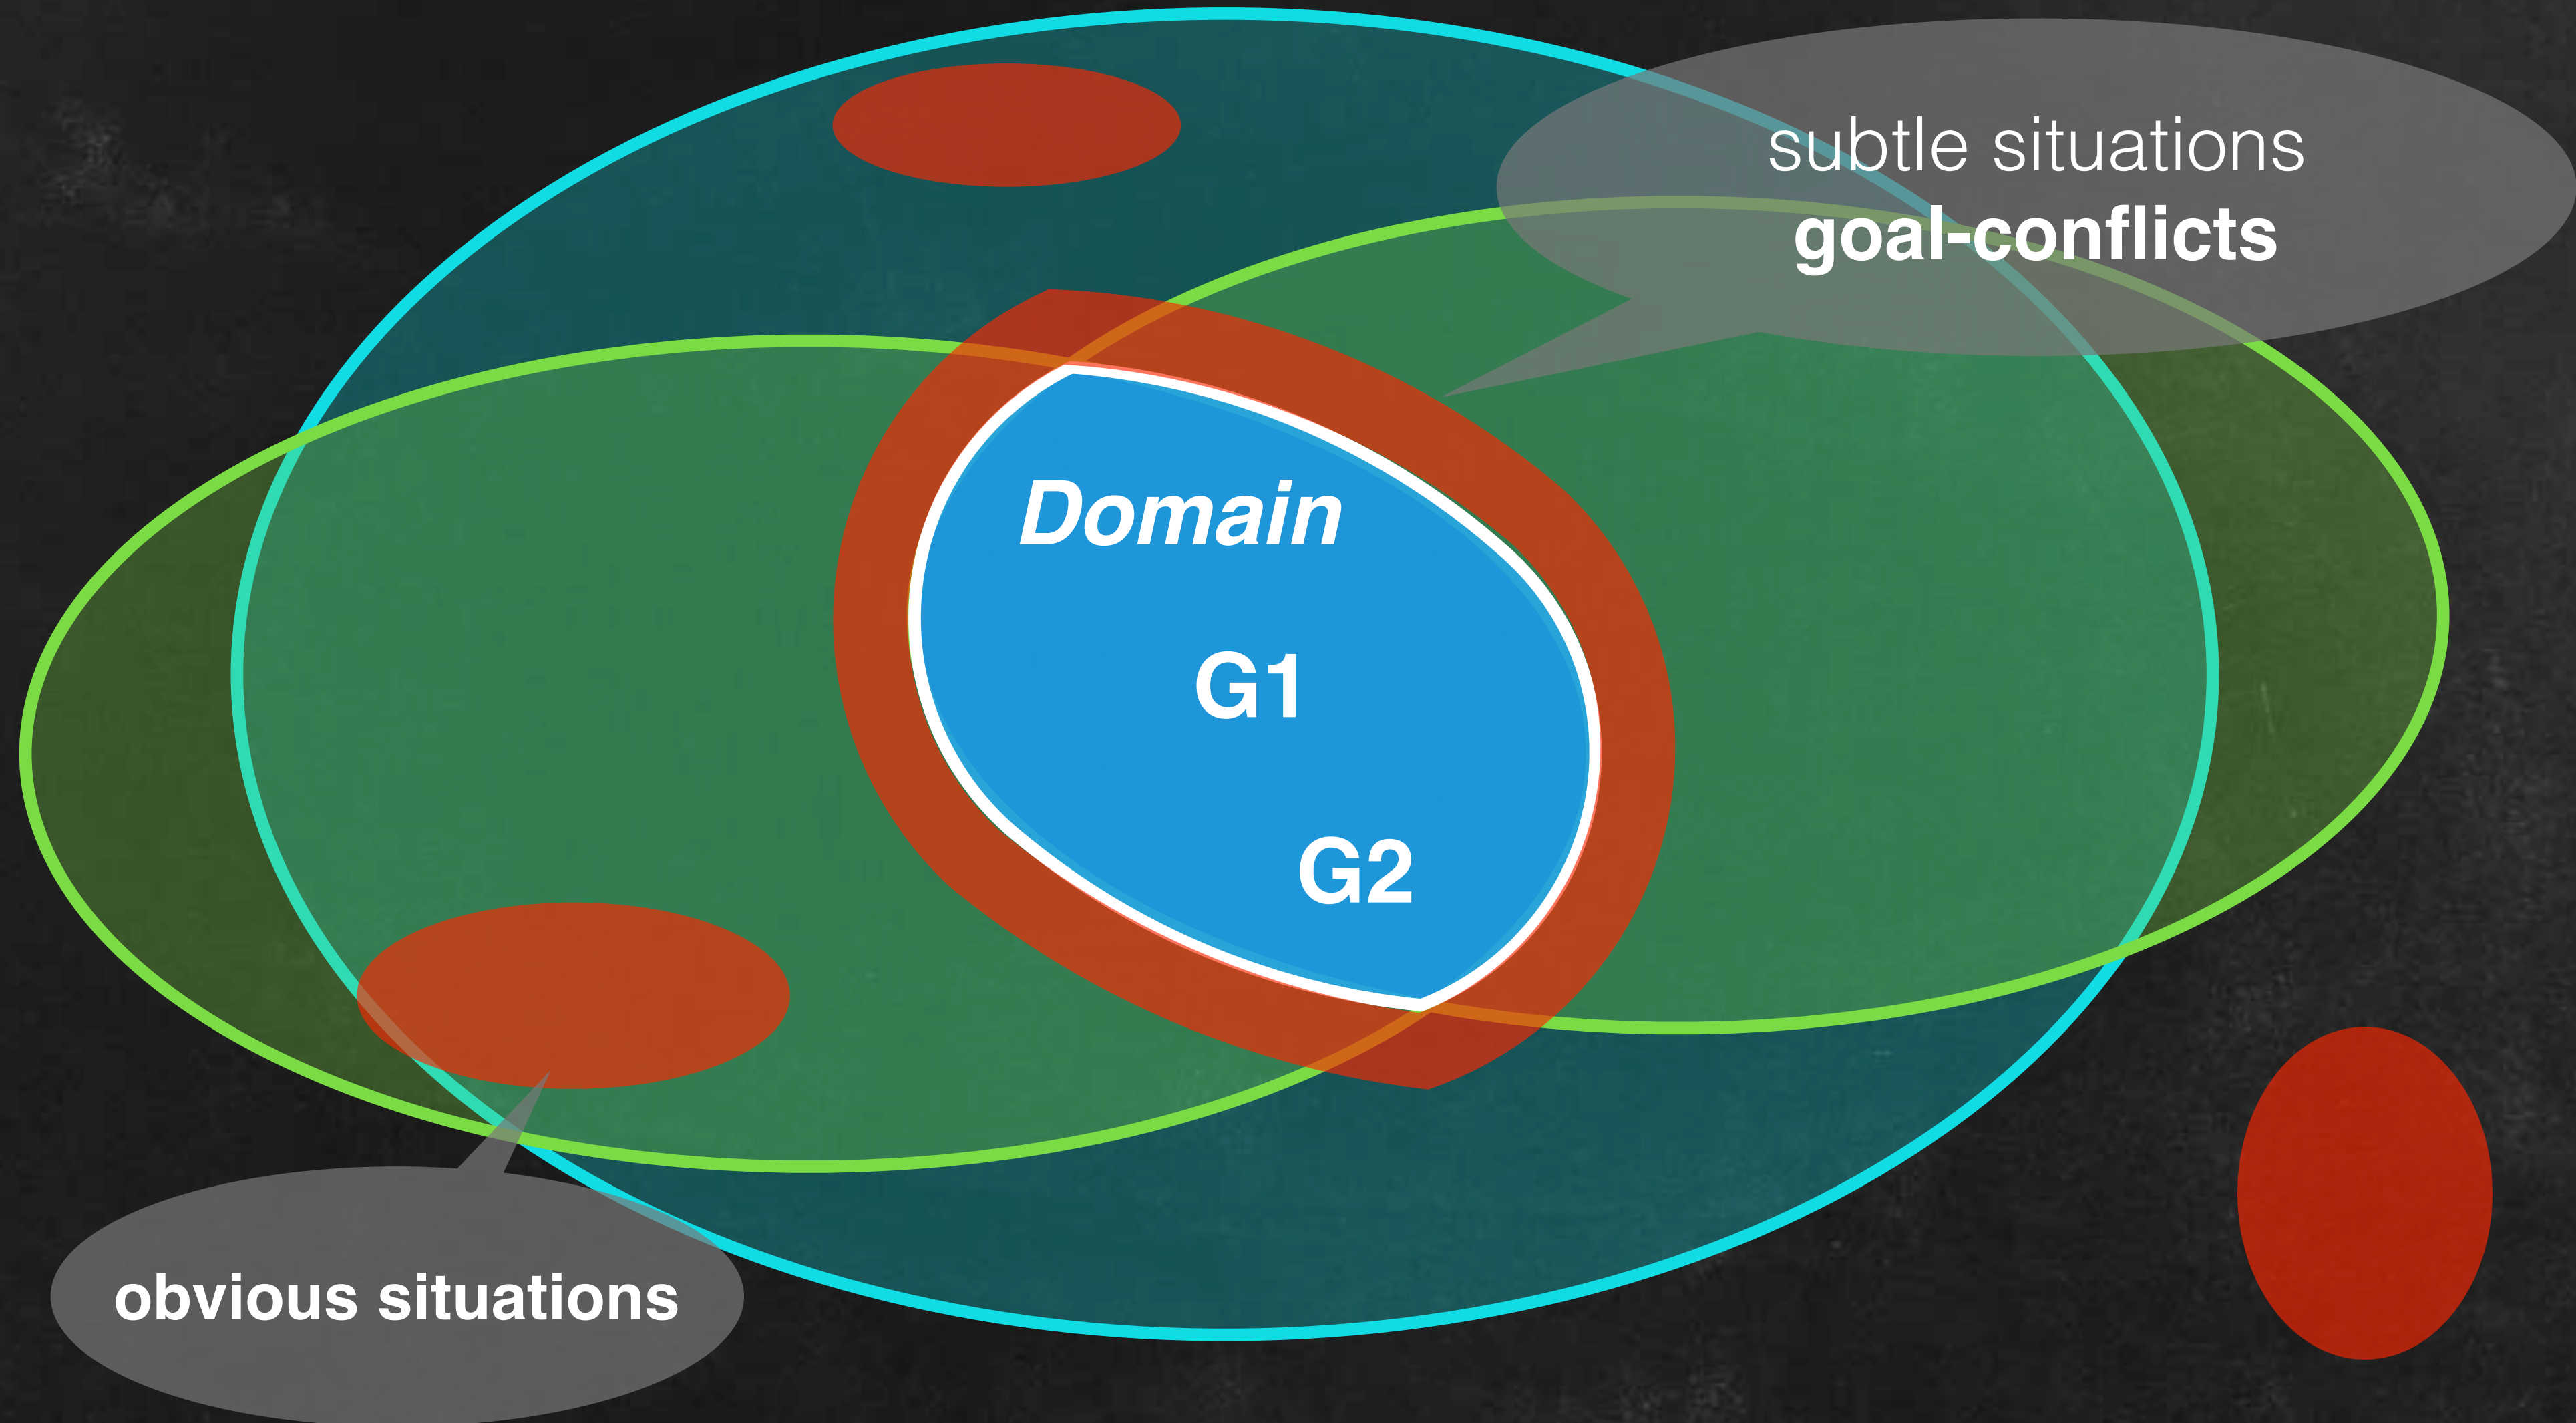 subtle situations
goal-conflicts
Domain
G1
G2
obvious situations